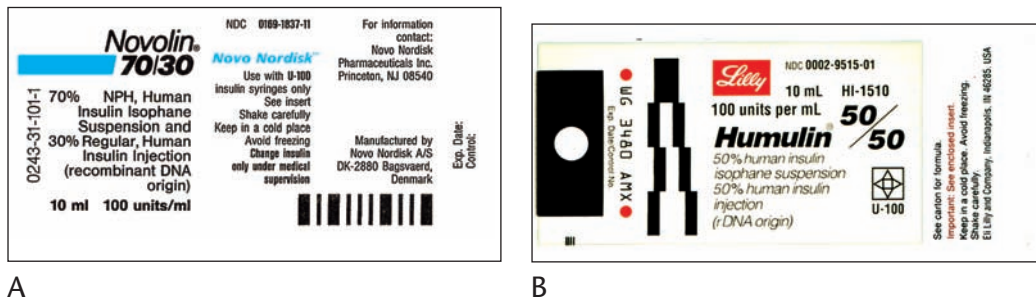 0243-31-101-1
Novolin®
70/30
70% NPH, Human
Insulin Isophane
Suspension and
30% Regular, Human
Insulin Injection
(recombinant DNA
origin)
10 ml 100 units/ml
NDC 0169-1837-11
Novo Nordisk™
Use with U-100
insulin syringes only
See insert
Shake carefully
Keep in a cold place
Avoid freezing
Change insulin
only under medical
supervision
For information
contact:
Novo Nordisk
Pharmaceuticals Inc.
Princeton, NJ 08540
Manufactured by
Novo Nordisk A/S
DK-2880 Bagsvaerd,
Denmark
Exp. Date:
Control:
A
WG 3480 AMX
Exp. Date/Control No.
Lilly
NDC 0002-9515-01
10 mL HI-1510
100 units per mL
Humulin® 50/50
50% human insulin
isophane suspension
50% human insulin
injection
(rDNA origin)
U-100
See carton for formula.
Important: See enclosed insert.
Keep in a cold place. Avoid freezing.
Shake carefully.
Eli Lilly and Company, Indianapolis, IN 46285, USA
B